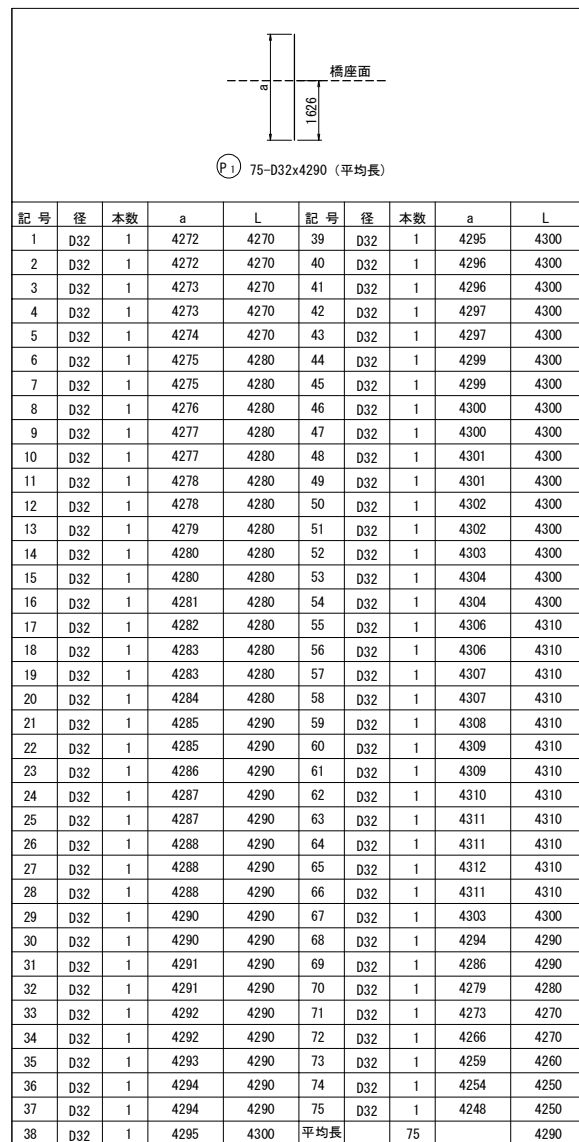 橋座面
a
1626
P1 75-D32x4290 (平均長)
記 号 径 本数 a L 記 号 径 本数 a L
1 D32 1 4272 4270 39 D32 1 4295 4300
2 D32 1 4272 4270 40 D32 1 4296 4300
3 D32 1 4273 4270 41 D32 1 4296 4300
4 D32 1 4273 4270 42 D32 1 4297 4300
5 D32 1 4274 4270 43 D32 1 4297 4300
6 D32 1 4275 4280 44 D32 1 4299 4300
7 D32 1 4275 4280 45 D32 1 4299 4300
8 D32 1 4276 4280 46 D32 1 4300 4300
9 D32 1 4277 4280 47 D32 1 4300 4300
10 D32 1 4277 4280 48 D32 1 4301 4300
11 D32 1 4278 4280 49 D32 1 4301 4300
12 D32 1 4278 4280 50 D32 1 4302 4300
13 D32 1 4279 4280 51 D32 1 4302 4300
14 D32 1 4280 4280 52 D32 1 4303 4300
15 D32 1 4280 4280 53 D32 1 4304 4300
16 D32 1 4281 4280 54 D32 1 4304 4300
17 D32 1 4282 4280 55 D32 1 4306 4310
18 D32 1 4283 4280 56 D32 1 4306 4310
19 D32 1 4283 4280 57 D32 1 4307 4310
20 D32 1 4284 4280 58 D32 1 4307 4310
21 D32 1 4285 4290 59 D32 1 4308 4310
22 D32 1 4285 4290 60 D32 1 4309 4310
23 D32 1 4286 4290 61 D32 1 4309 4310
24 D32 1 4287 4290 62 D32 1 4310 4310
25 D32 1 4287 4290 63 D32 1 4311 4310
26 D32 1 4288 4290 64 D32 1 4311 4310
27 D32 1 4288 4290 65 D32 1 4312 4310
28 D32 1 4288 4290 66 D32 1 4311 4310
29 D32 1 4290 4290 67 D32 1 4303 4300
30 D32 1 4290 4290 68 D32 1 4294 4290
31 D32 1 4291 4290 69 D32 1 4286 4290
32 D32 1 4291 4290 70 D32 1 4279 4280
33 D32 1 4292 4290 71 D32 1 4273 4270
34 D32 1 4292 4290 72 D32 1 4266 4270
35 D32 1 4293 4290 73 D32 1 4259 4260
36 D32 1 4294 4290 74 D32 1 4254 4250
37 D32 1 4294 4290 75 D32 1 4248 4250
38 D32 1 4295 4300 平均長 75 4290